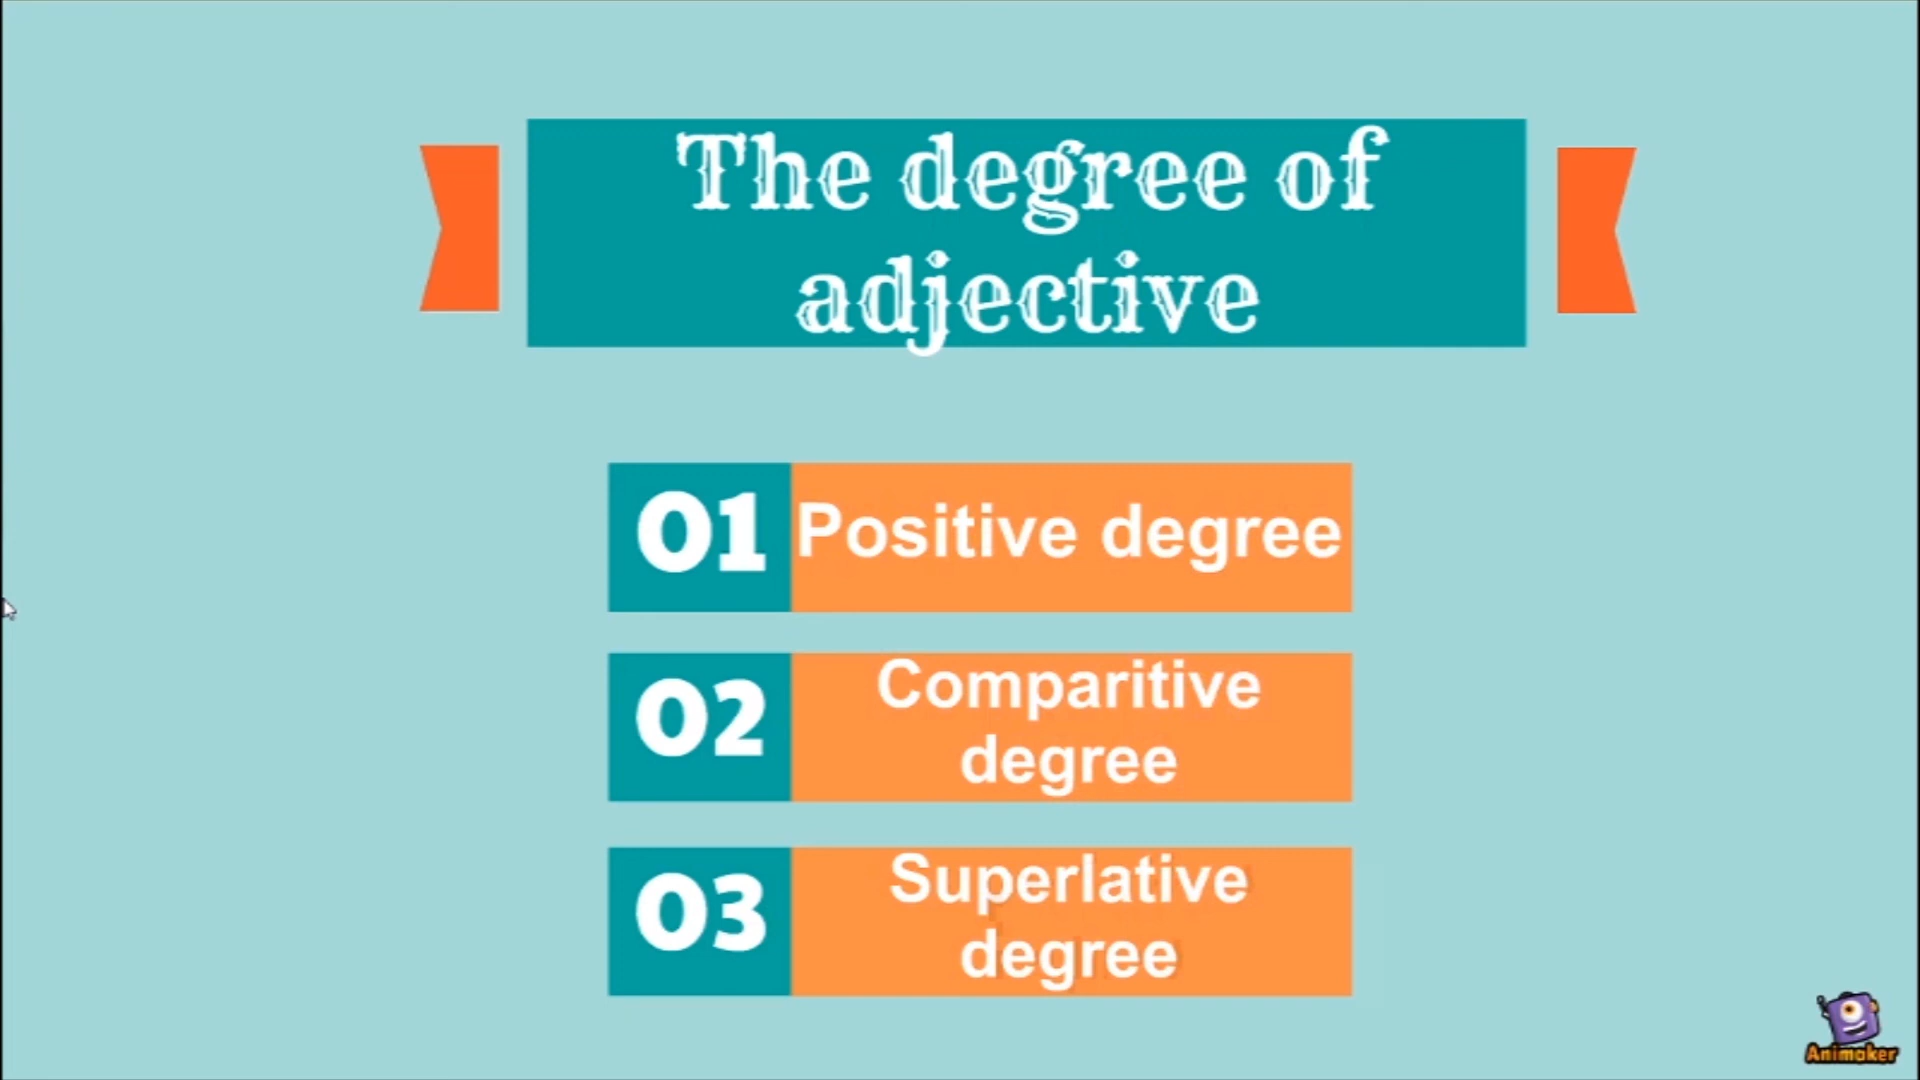 The degree of
adjective
01 Positive degree
02 Comparitive
degree
03 Superlative
degree
Animaker